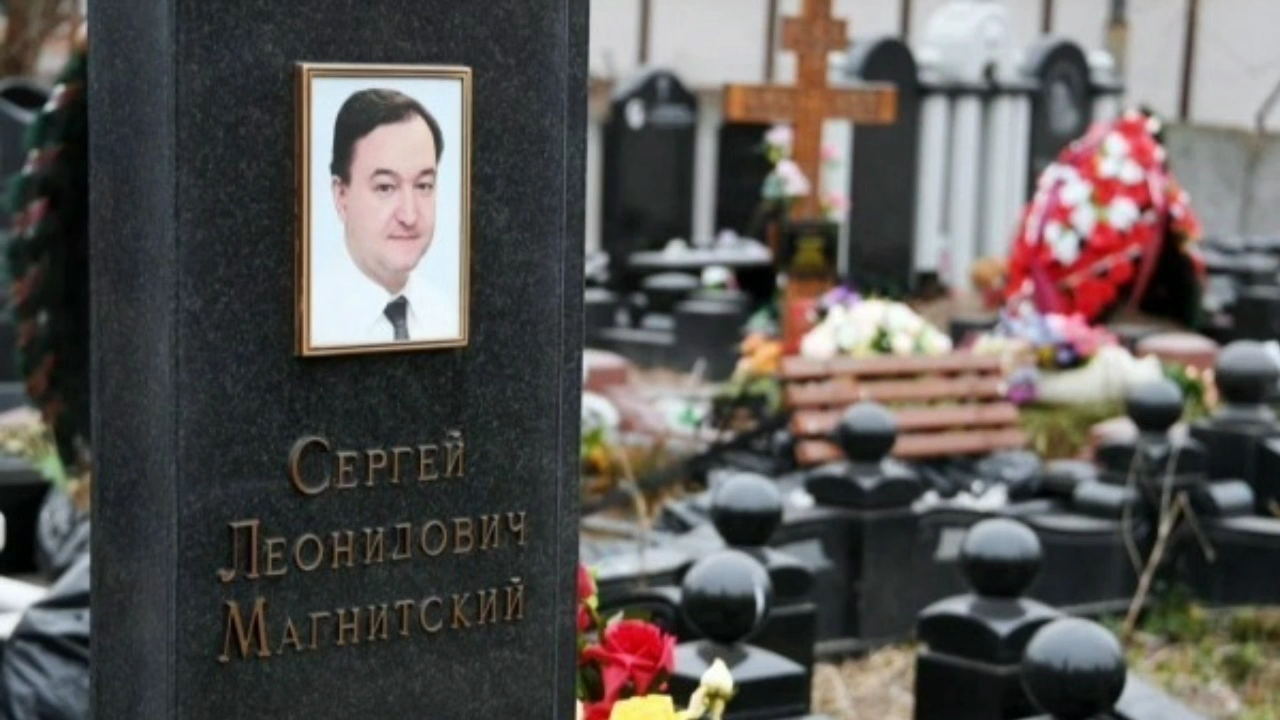 Сергей
Леонидович
Магнитский